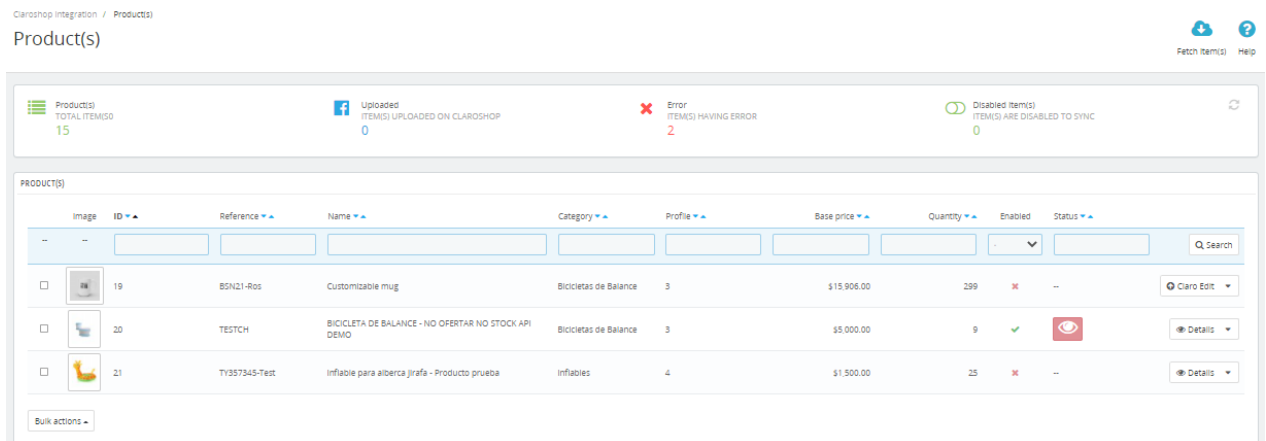 Claroshop Integration / Product(s)
Product(s)
Fetch Item(s) Help
Product(s)
TOTAL ITEM(S0
15
Uploaded
ITEM(S) UPLOADED ON CLAROSHOP
0
Error
ITEM(S) HAVING ERROR
2
Disabled Item(s)
ITEM(S) ARE DISABLED TO SYNC
0
PRODUCT(S)
Image ID Reference Name Category Profile Base price Quantity Enabled Status
-- -- - Search
19 BSN21-Ros Customizable mug Bicicletas de Balance 3 $15,906.00 299 -- Claro Edit
20 TESTCH BICICLETA DE BALANCE - NO OFERTAR NO STOCK API DEMO Bicicletas de Balance 3 $5,000.00 9 Details
21 TY357345-Test Inflable para alberca Jirafa - Producto prueba Inflables 4 $1,500.00 25 -- Details
Bulk actions